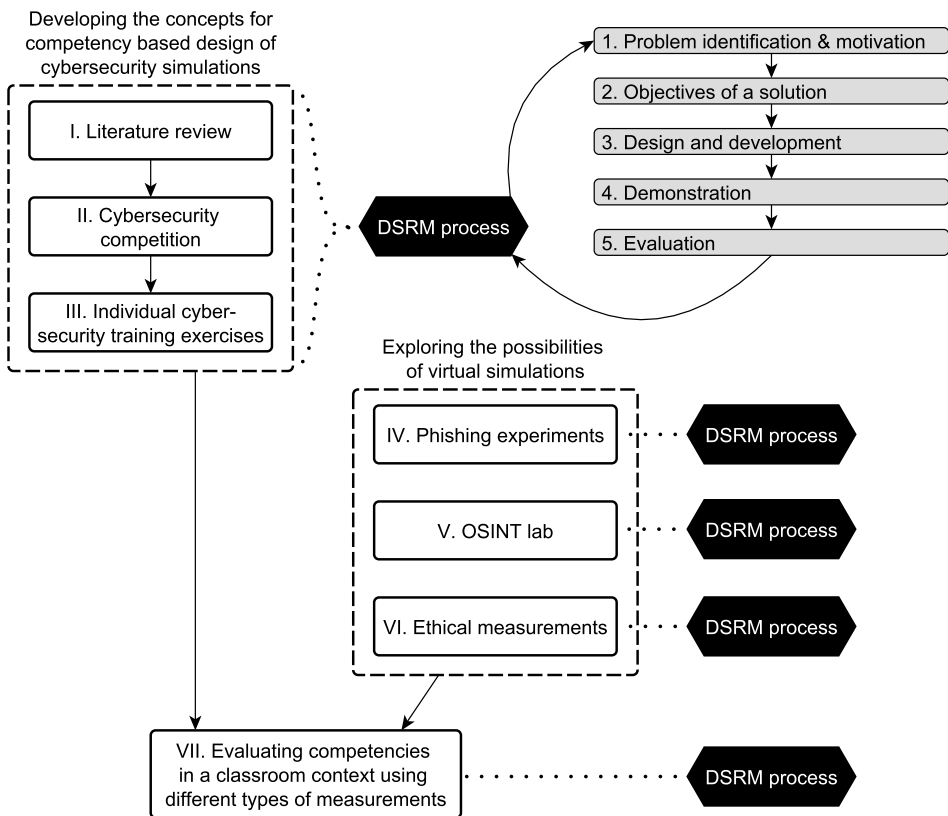 Developing the concepts for
competency based design of
cybersecurity simulations
I. Literature review
II. Cybersecurity
competition
III. Individual cyber-
security training exercises
DSRM process
1. Problem identification & motivation
2. Objectives of a solution
3. Design and development
4. Demonstration
5. Evaluation
Exploring the possibilities
of virtual simulations
IV. Phishing experiments
DSRM process
V. OSINT lab
DSRM process
VI. Ethical measurements
DSRM process
VII. Evaluating competencies
in a classroom context using
different types of measurements
DSRM process